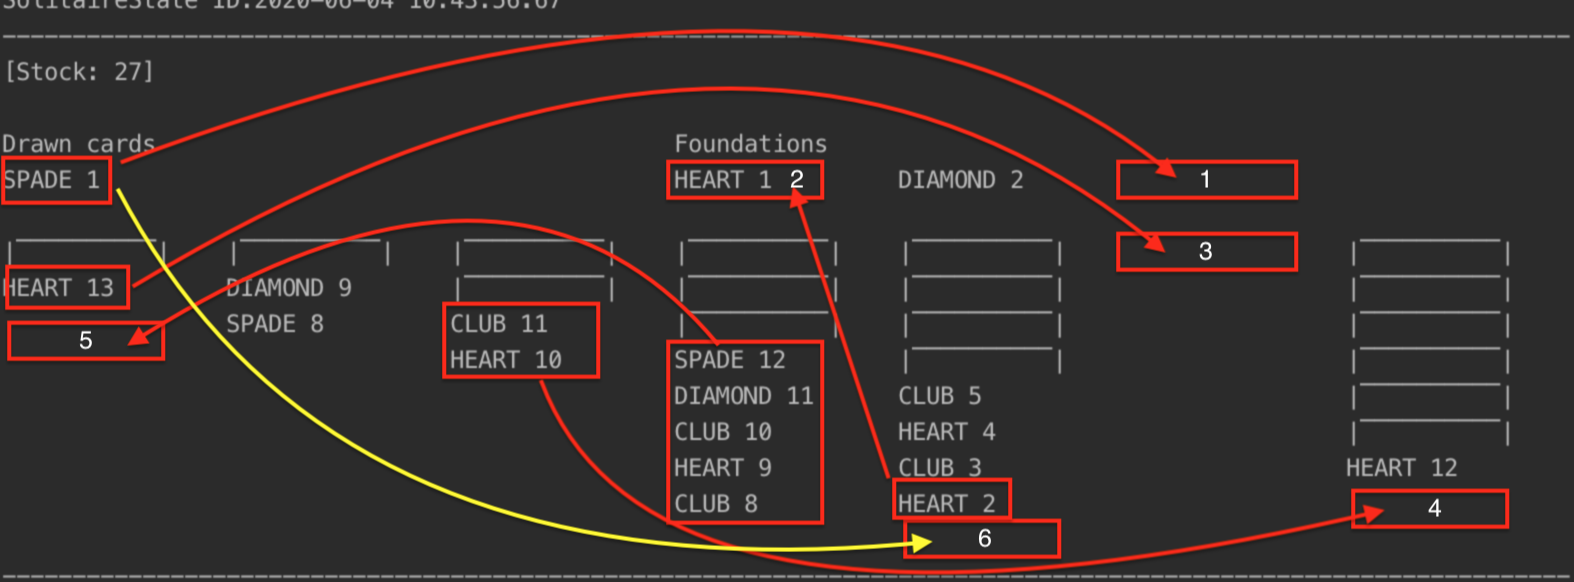 SolitaireState ID:2020-06-04 10:43:56.67
[Stock: 27]
Drawn cards Foundations
SPADE 1 HEART 1 2 DIAMOND 2 1
3
HEART 13 DIAMOND 9
5 SPADE 8 CLUB 11
HEART 10 SPADE 12
DIAMOND 11 CLUB 5
CLUB 10 HEART 4
HEART 9 CLUB 3 HEART 12
CLUB 8 HEART 2 4
6